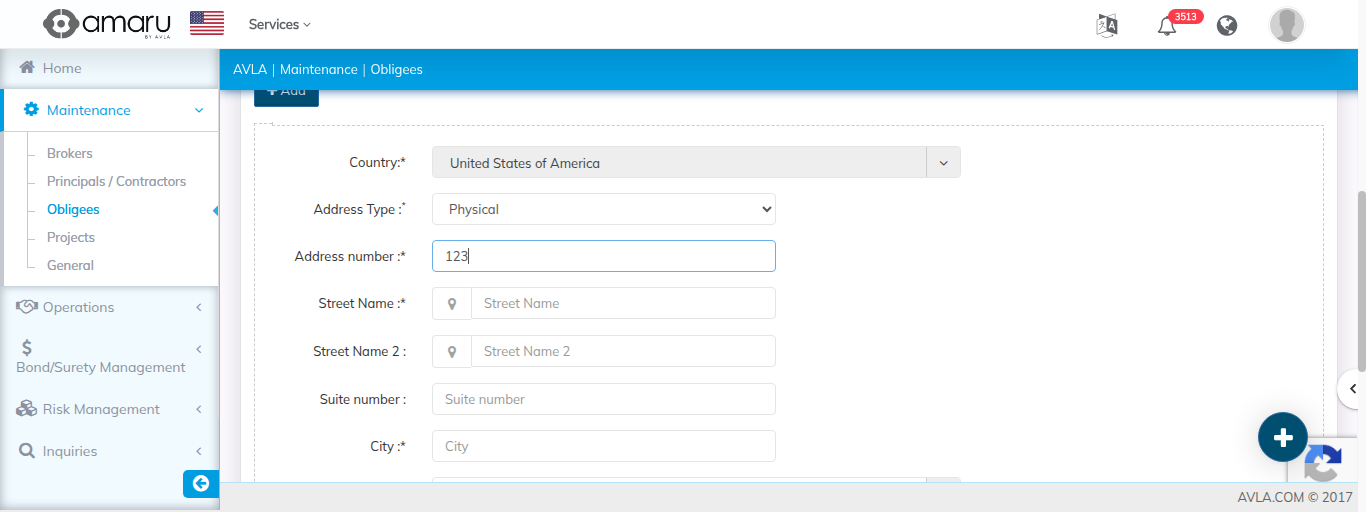 amaru
BY AVLA
Services
3513
Home
Maintenance
Brokers
Principals / Contractors
Obligees
Projects
General
Operations
Bond/Surety Management
Risk Management
Inquiries
AVLA | Maintenance | Obligees
+ Add
Country:*
United States of America
Address Type :*
Physical
Address number :*
123
Street Name :*
Street Name
Street Name 2 :
Street Name 2
Suite number :
Suite number
City :*
City
AVLA.COM © 2017